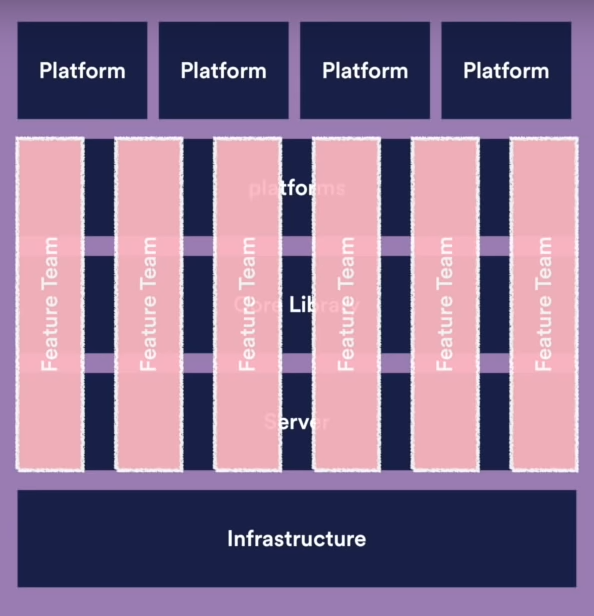 Platform
Platform
Platform
Platform
platforms
Core Library
Server
Feature Team
Feature Team
Feature Team
Feature Team
Feature Team
Feature Team
Infrastructure